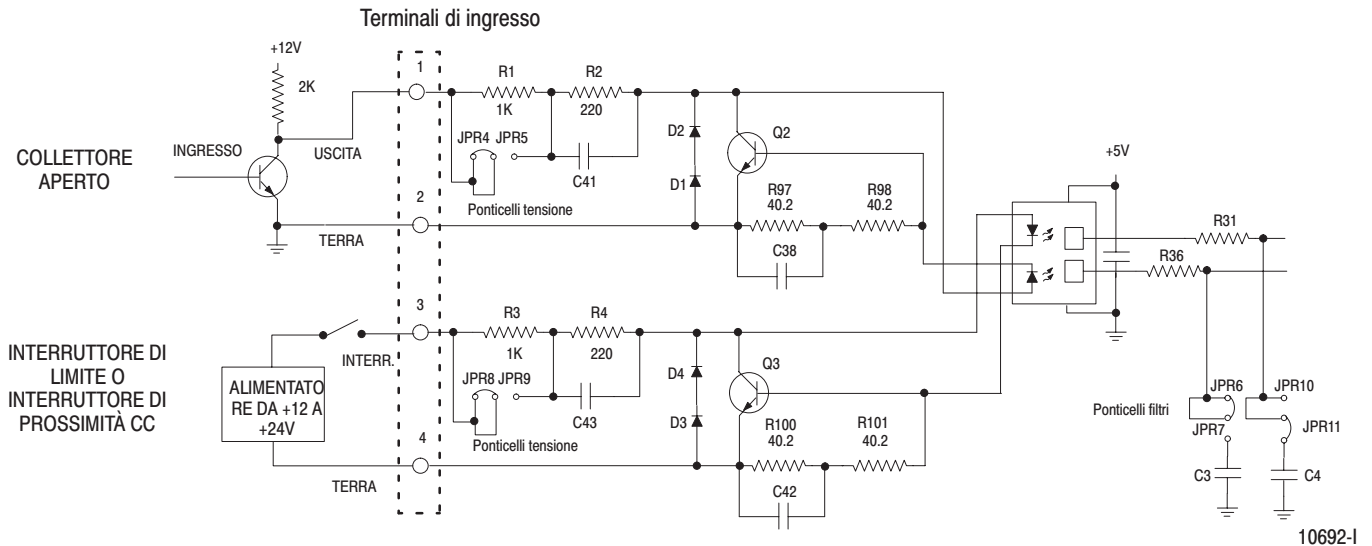 Terminali di ingresso
+12V
2K
COLLETTORE
APERTO
INGRESSO
USCITA
TERRA
1
2
R1
1K
R2
220
JPR4 JPR5
C41
Ponticelli tensione
D2
D1
Q2
R97
40.2
R98
40.2
C38
+5V
R31
R36
INTERRUTTORE DI
LIMITE O
INTERRUTTORE DI
PROSSIMITÀ CC
ALIMENTATO
RE DA +12 A
+24V
INTERR.
TERRA
3
4
R3
1K
R4
220
JPR8 JPR9
C43
Ponticelli tensione
D4
D3
Q3
R100
40.2
R101
40.2
C42
Ponticelli filtri
JPR6
JPR7
JPR10
JPR11
C3
C4
10692-I